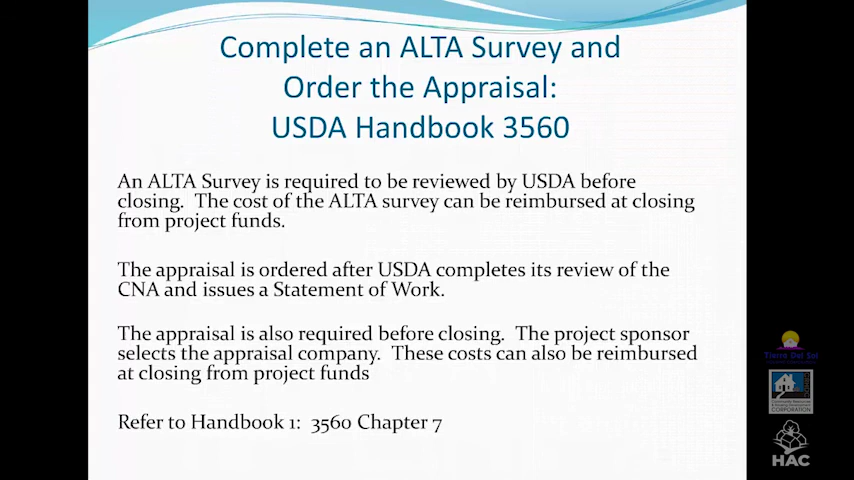 Complete an ALTA Survey and
Order the Appraisal:
USDA Handbook 3560
An ALTA Survey is required to be reviewed by USDA before
closing. The cost of the ALTA survey can be reimbursed at closing
from project funds.
The appraisal is ordered after USDA completes its review of the
CNA and issues a Statement of Work.
The appraisal is also required before closing. The project sponsor
selects the appraisal company. These costs can also be reimbursed
at closing from project funds
Refer to Handbook 1: 3560 Chapter 7
Tierra Del Sol
CORPORATION
HAC